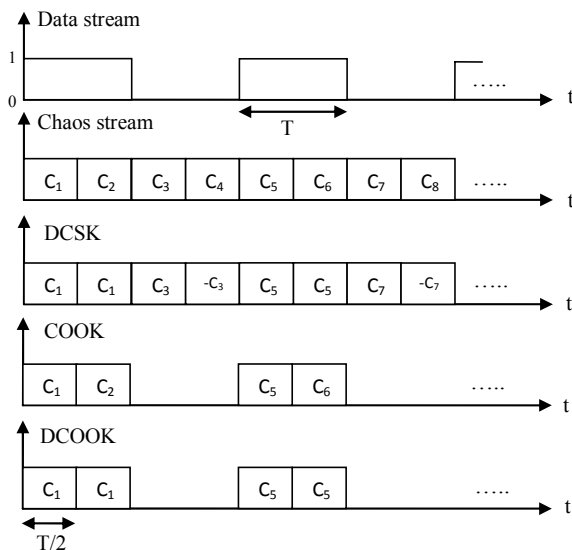 Data stream
1
0
t
T
.....
Chaos stream
C₁ C₂ C₃ C₄ C₅ C₆ C₇ C₈ .....
t
DCSK
C₁ C₁ C₃ -C₃ C₅ C₅ C₇ -C₇ .....
t
COOK
C₁ C₂ C₅ C₆ .....
t
DCOOK
C₁ C₁ C₅ C₅ .....
t
T/2